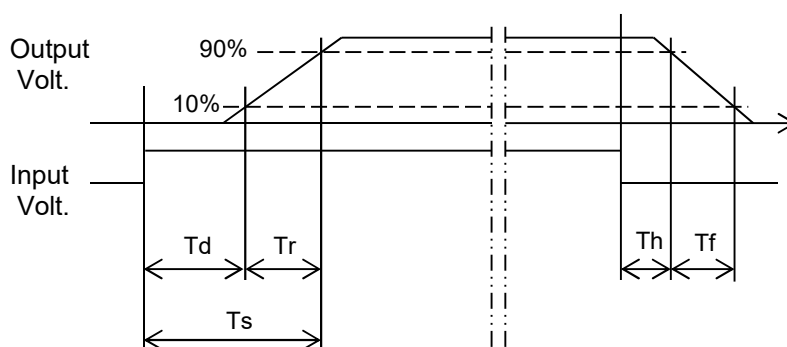 Output
Volt.
90%
10%
Input
Volt.
Td
Tr
Th
Tf
Ts